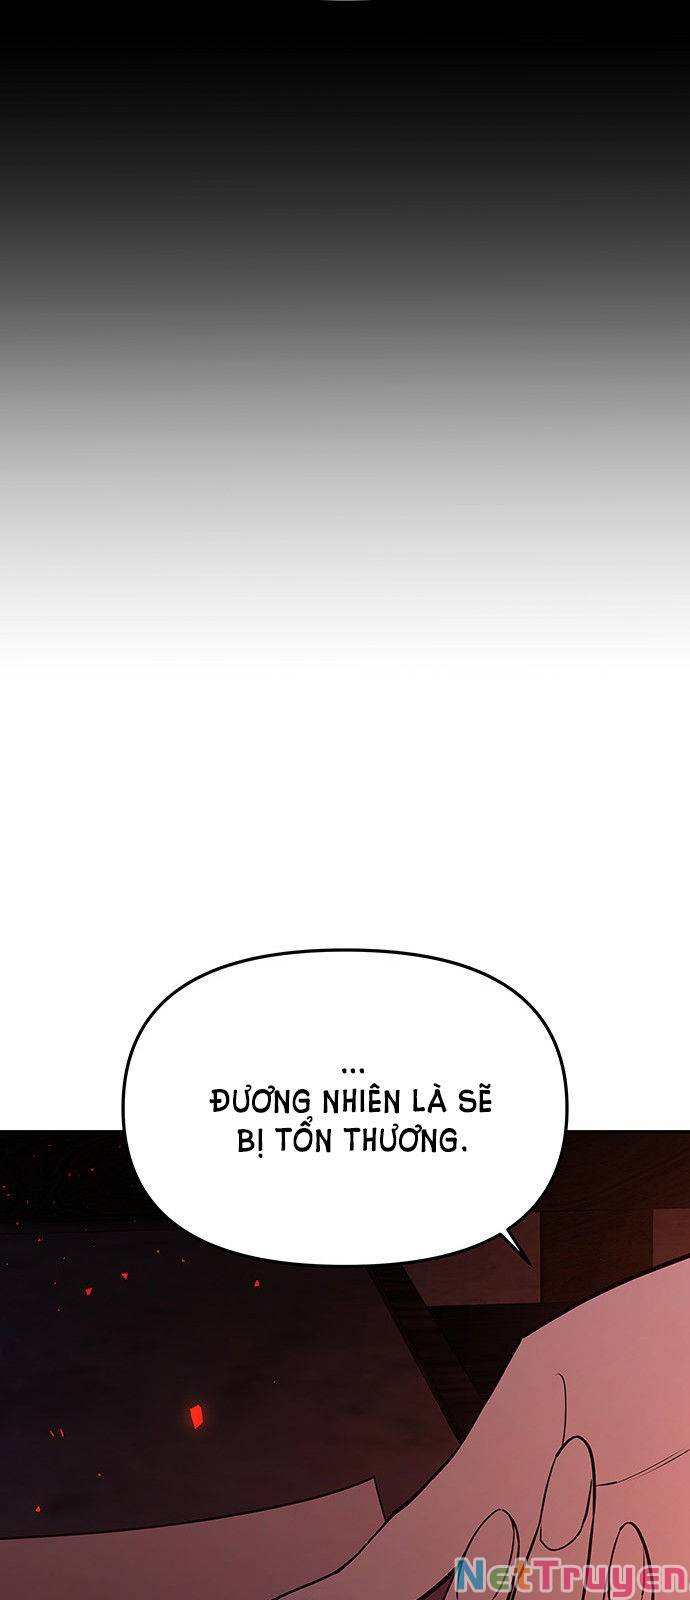 ...
ĐƯƠNG NHIÊN LÀ SẼ
BỊ TỔN THƯƠNG.
NetTruyen